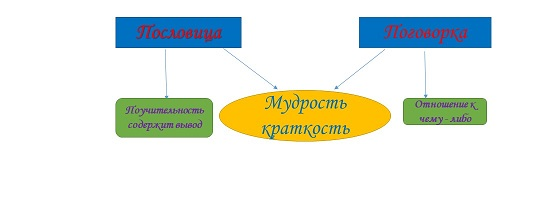 Пословица
Поговорка
Поучительность
содержит вывод
Мудрость
краткость
Отношение к
чему - либо